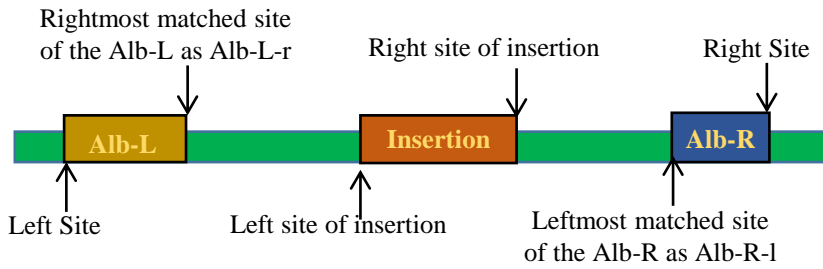 Rightmost matched site
of the Alb-L as Alb-L-r
Right site of insertion
Right Site
Alb-L
Insertion
Alb-R
Left Site
Left site of insertion
Leftmost matched site
of the Alb-R as Alb-R-l